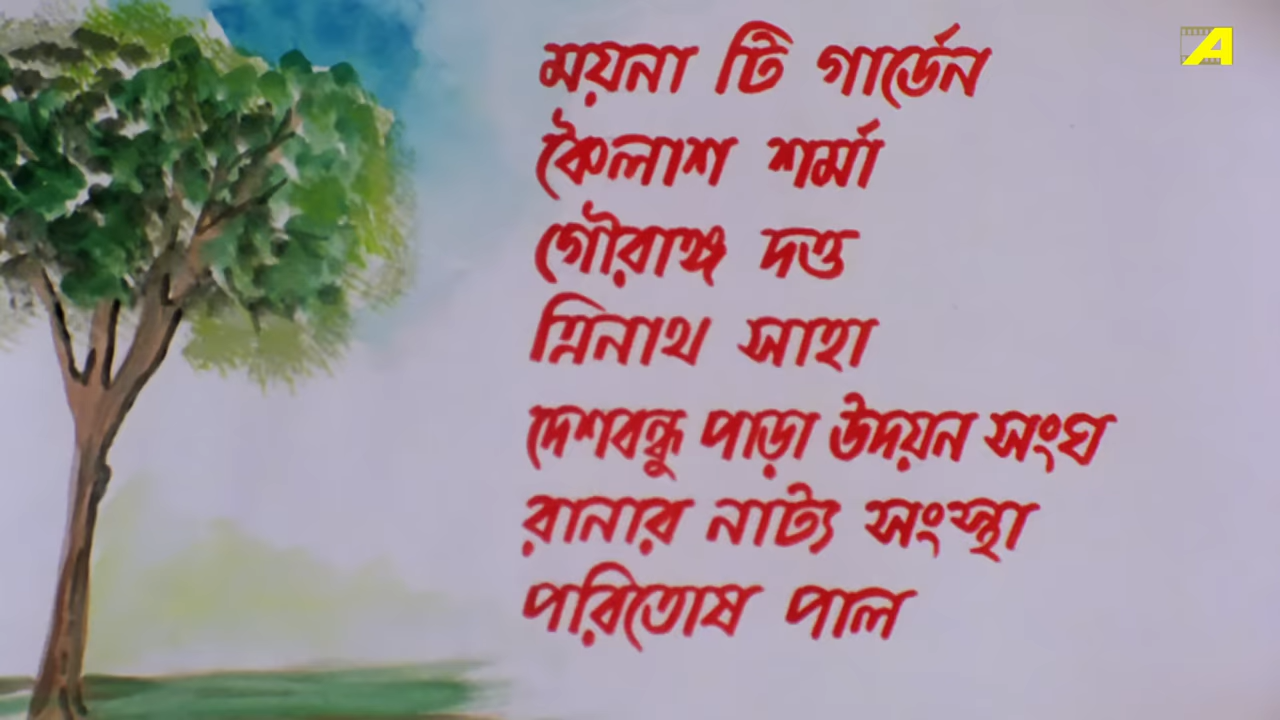 ময়না টি গার্ডেন
কৈলাশ শর্মা
গৌরাঙ্গ দত্ত
ত্রিনাথ সাহা
দেশবন্ধু পাড়া উদয়ন সংঘ
রানার নাট্য সংস্থা
পরিতোষ পাল
A